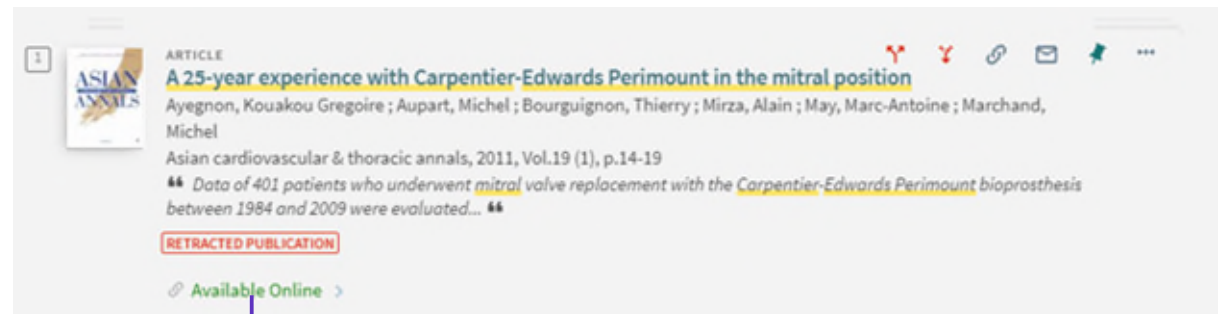 1
ARTICLE
ASIAN
ANNALS
A 25-year experience with Carpentier-Edwards Perimount in the mitral position
Ayegnon, Kouakou Gregoire ; Aupart, Michel ; Bourguignon, Thierry ; Mirza, Alain ; May, Marc-Antoine ; Marchand,
Michel
Asian cardiovascular & thoracic annals, 2011, Vol.19 (1), p.14-19
❝ Data of 401 patients who underwent mitral valve replacement with the Carpentier-Edwards Perimount bioprosthesis
between 1984 and 2009 were evaluated... ❝
RETRACTED PUBLICATION
Available Online >